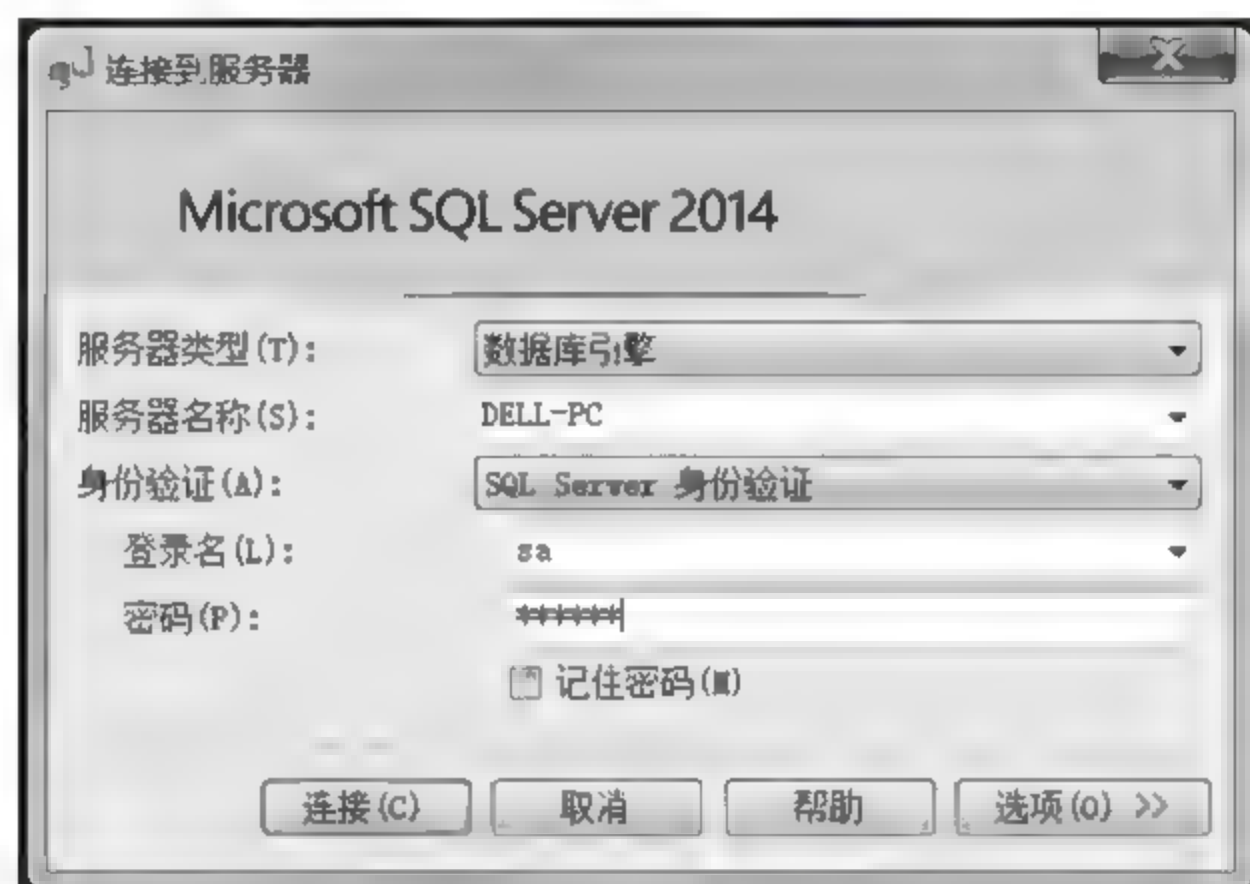 连接到服务器
Microsoft SQL Server 2014
服务器类型(T): 数据库引擎
服务器名称(S): DELL-PC
身份验证(A): SQL Server 身份验证
登录名(L): sa
密码(P): ******
记住密码(M)
连接(C) 取消 帮助 选项(O) >>